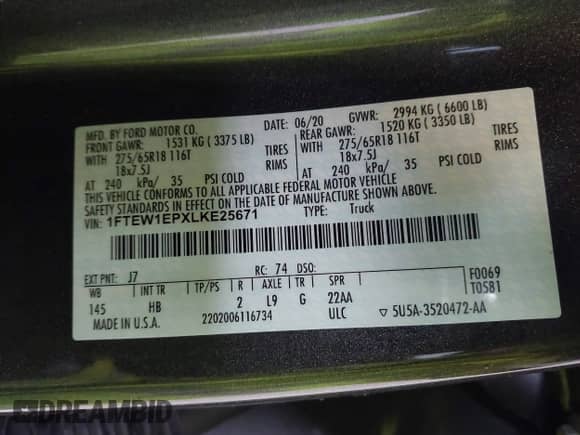 MFD. BY FORD MOTOR CO.
DATE: 06/20 GVWR: 2994 KG ( 6600 LB)
FRONT GAWR: 1531 KG ( 3375 LB) REAR GAWR: 1520 KG ( 3350 LB)
WITH 275/65R18 116T TIRES WITH 275/65R18 116T TIRES
18x7.5J RIMS 18x7.5J RIMS
AT 240 kPa/ 35 PSI COLD AT 240 kPa/ 35 PSI COLD
THIS VEHICLE CONFORMS TO ALL APPLICABLE FEDERAL MOTOR VEHICLE
SAFETY STANDARDS IN EFFECT ON THE DATE OF MANUFACTURE SHOWN ABOVE.
VIN: 1FTEW1EPXLKE25671 TYPE: Truck
EXT PNT: J7 RC: 74 DSO: F0069
WB INT TR TP/PS R AXLE TR SPR T05B1
145 HB 2 L9 G 22AA
MADE IN U.S.A. 2202006116734 ULC ▽ 5U5A-3520472-AA
DREAMBID